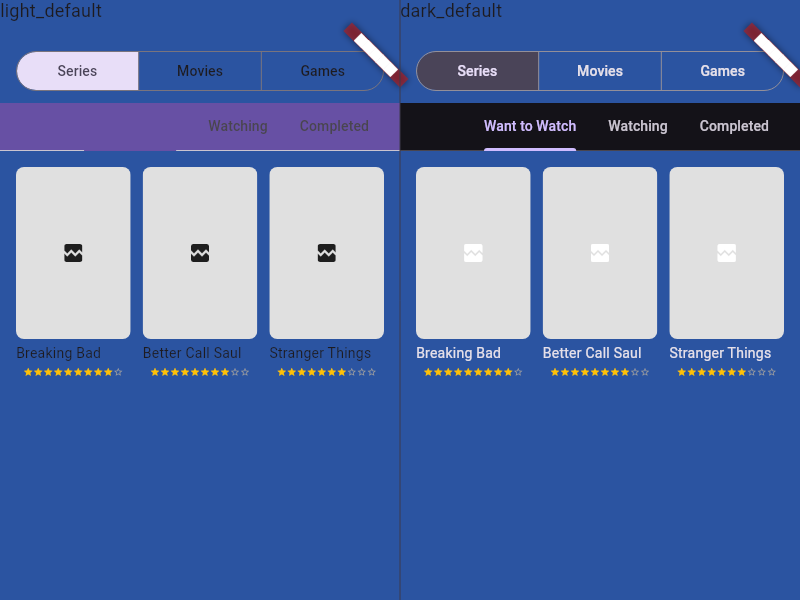 light_default
dark_default
Series Movies Games
Series Movies Games
Watching Completed
Want to Watch Watching Completed
Breaking Bad Better Call Saul Stranger Things
Breaking Bad Better Call Saul Stranger Things